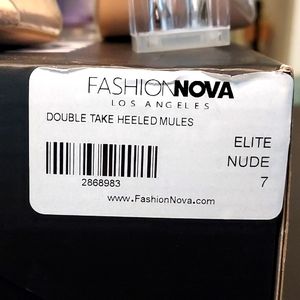 FASHIONNOVA
LOS ANGELES
DOUBLE TAKE HEELED MULES
ELITE
NUDE
7
2868983
www.FashionNova.com